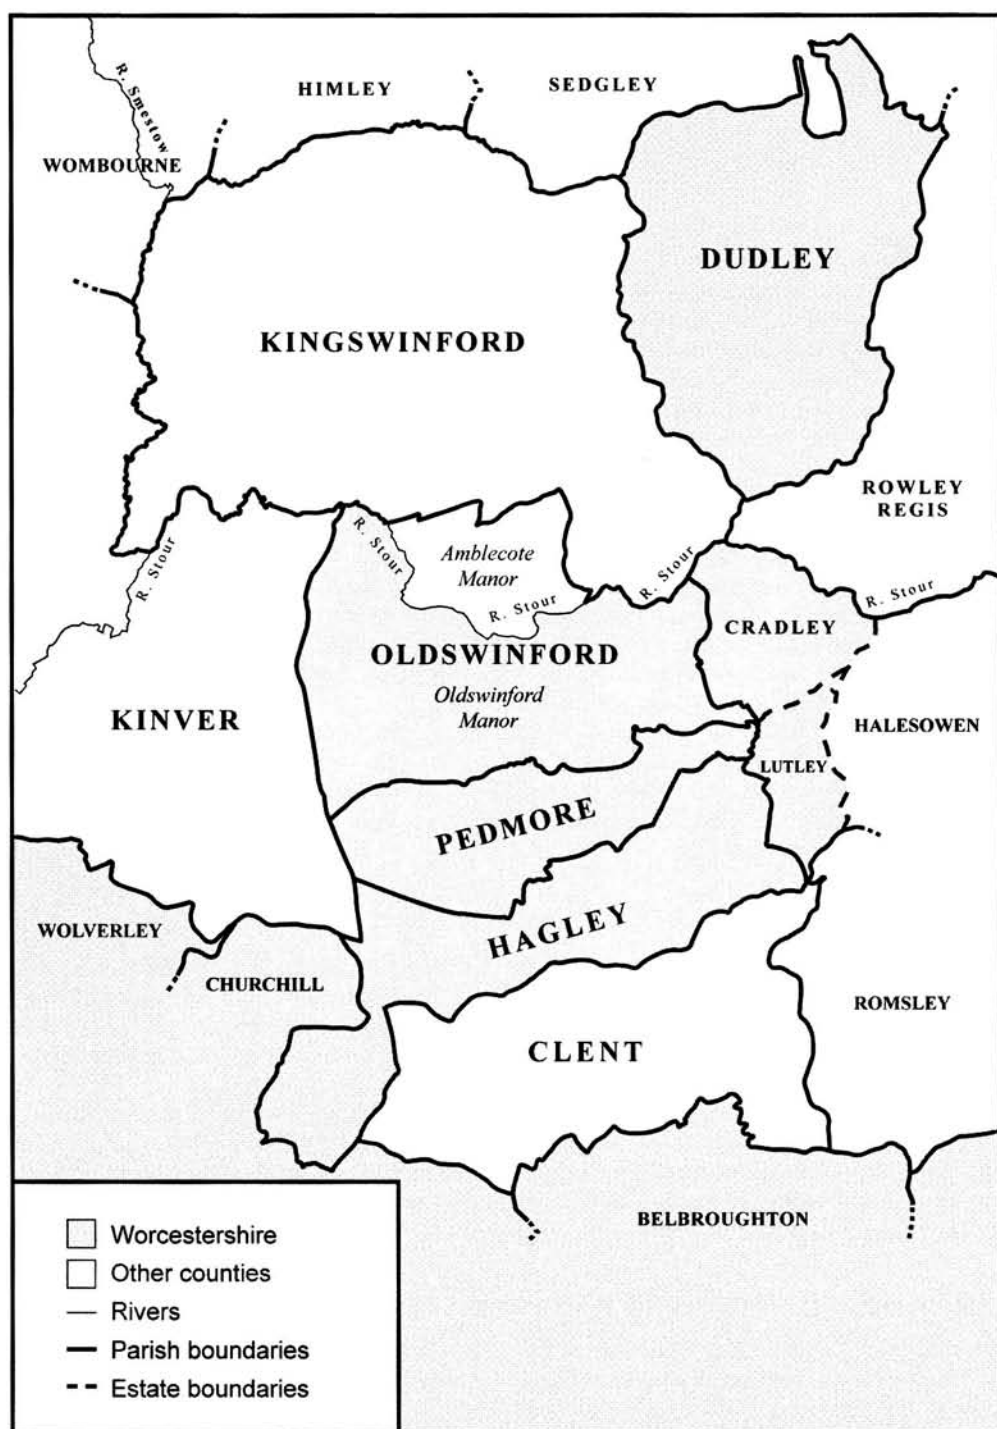 R. Smestow
HIMLEY
SEDGLEY
WOMBOURNE
DUDLEY
KINGSWINFORD
ROWLEY
REGIS
R. Stour
R. Stour
Amblecote
Manor
R. Stour
R. Stour
R. Stour
CRADLEY
OLDSWINFORD
Oldswinford
Manor
KINVER
HALESOWEN
LUTLEY
PEDMORE
HAGLEY
WOLVERLEY
CHURCHILL
ROMSLEY
CLENT
BELBROUGHTON
Worcestershire
Other counties
Rivers
Parish boundaries
Estate boundaries